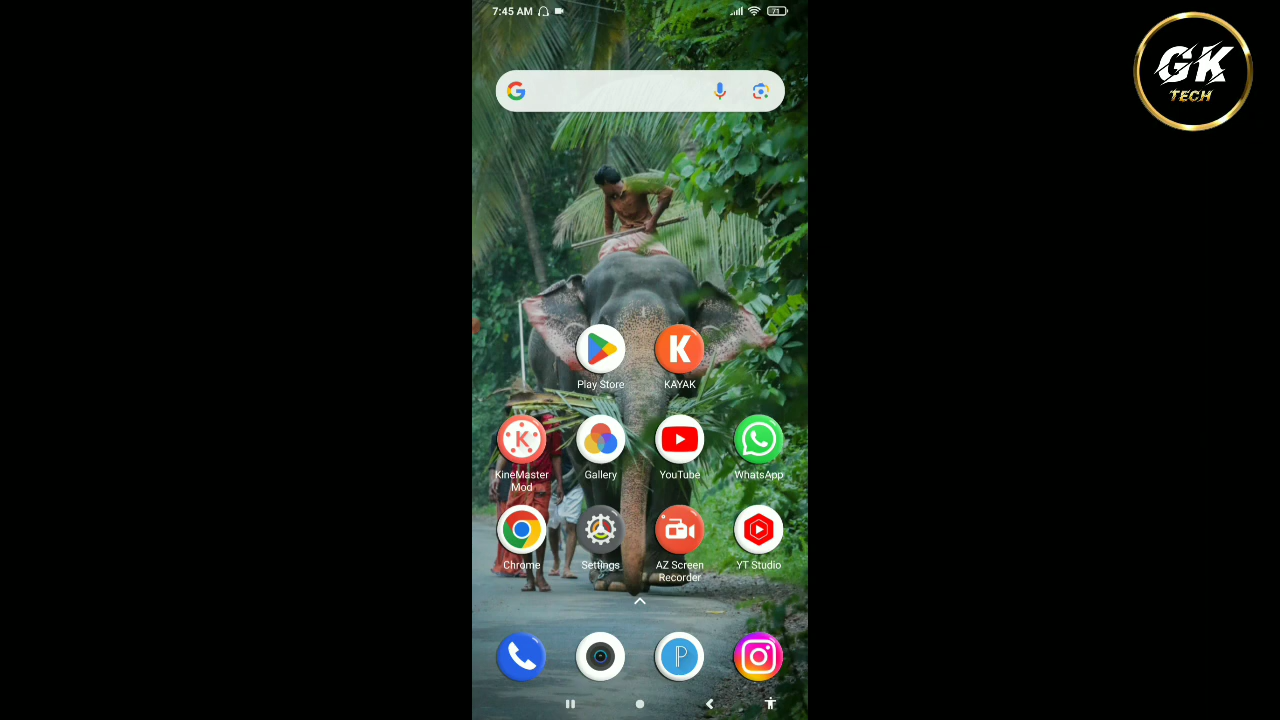 7:45 AM
71
GK
TECH
Play Store
KAYAK
KineMaster
Mod
Gallery
YouTube
WhatsApp
Chrome
Settings
AZ Screen
Recorder
YT Studio